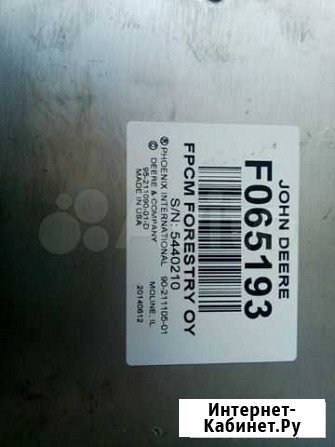 JOHN DEERE
F065193
FPCM FORESTRY OY
S/N: 5440210
® PHOENIX INTERNATIONAL 90-211105-01
© DEERE & COMPANY MOLINE, IL
95-211090-01-D
MADE IN USA 20140612
Интернет-
Кабинет.Ру